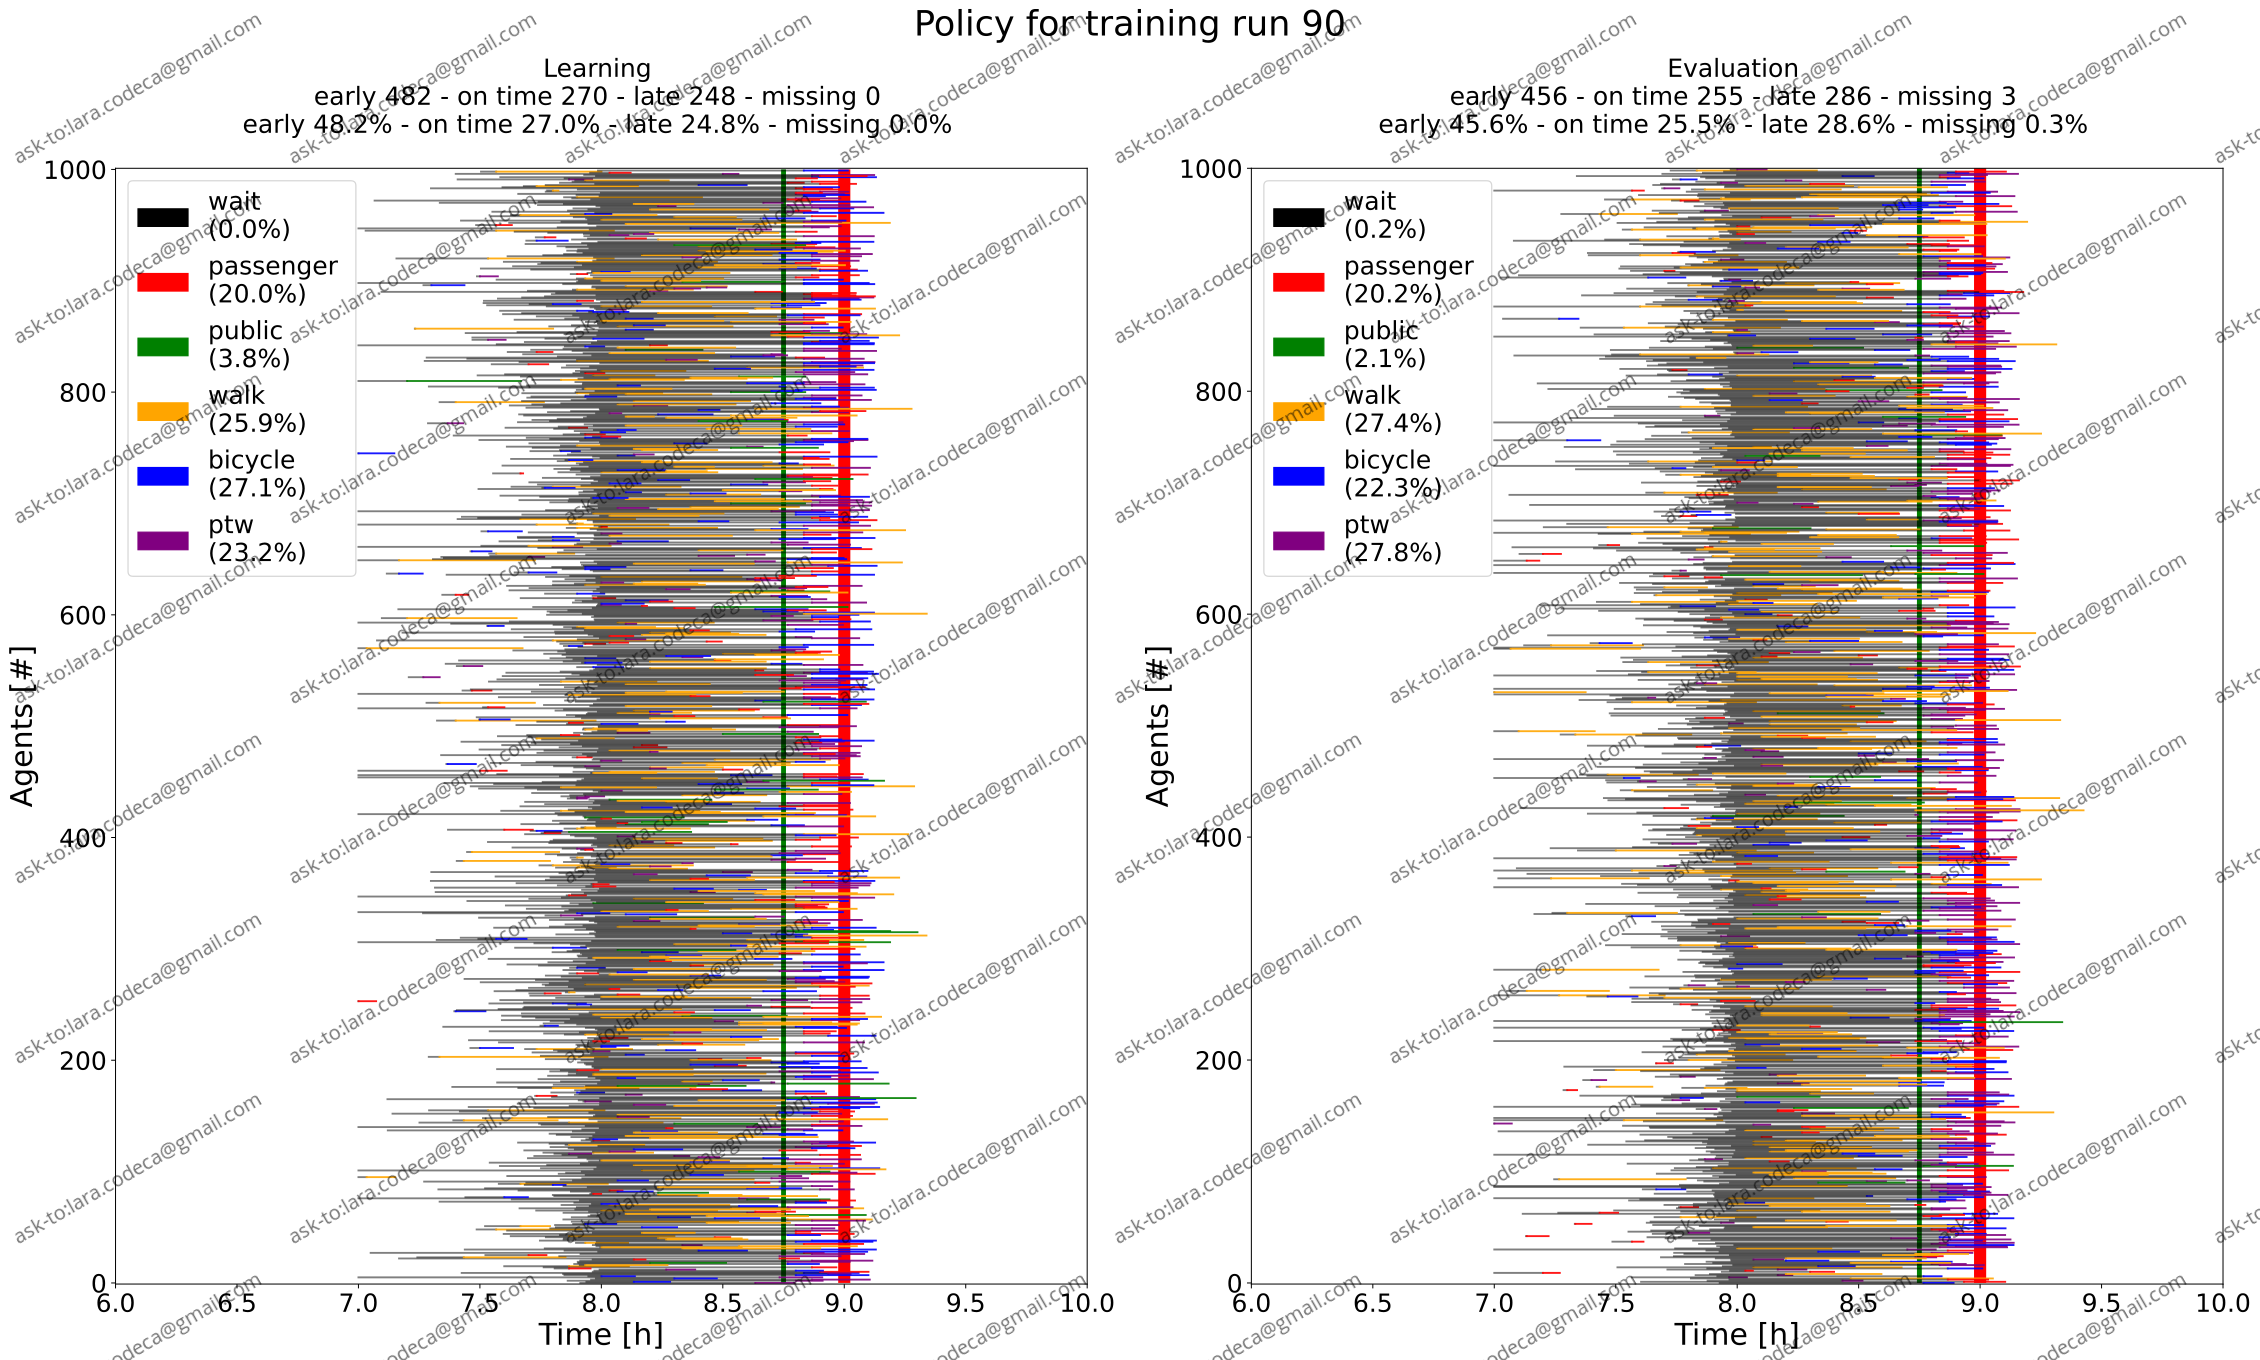 Policy for training run 90
Learning
early 482 - on time 270 - late 248 - missing 0
early 48.2% - on time 27.0% - late 24.8% - missing 0.0%
Agents [#]
1000
800
600
400
200
0
wait
(0.0%)
passenger
(20.0%)
public
(3.8%)
walk
(25.9%)
bicycle
(27.1%)
ptw
(23.2%)
6.0 6.5 7.0 7.5 8.0 8.5 9.0 9.5 10.0
Time [h]
Evaluation
early 456 - on time 255 - late 286 - missing 3
early 45.6% - on time 25.5% - late 28.6% - missing 0.3%
Agents [#]
1000
800
600
400
200
0
wait
(0.2%)
passenger
(20.2%)
public
(2.1%)
walk
(27.4%)
bicycle
(22.3%)
ptw
(27.8%)
6.0 6.5 7.0 7.5 8.0 8.5 9.0 9.5 10.0
Time [h]
ask-to:lara.codeca@gmail.com